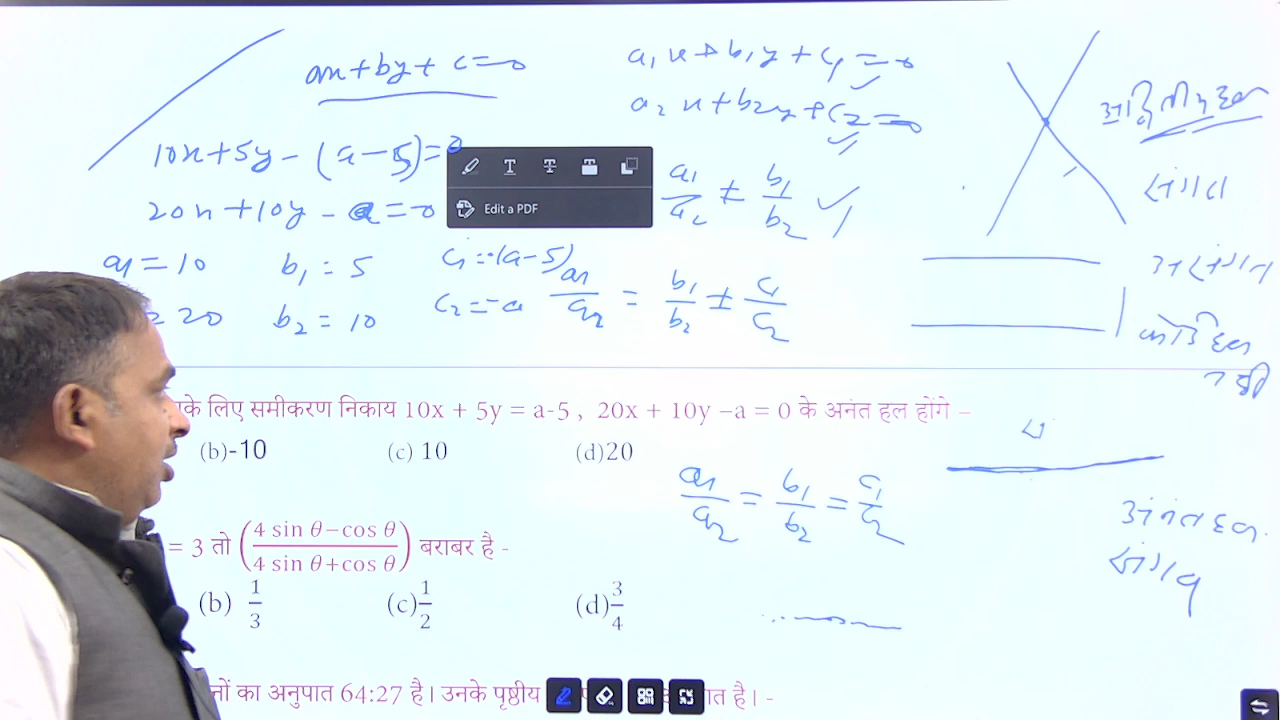 ax+by+c=0
a₁x+b₁y+c₁=0
a₂x+b₂y+c₂=0
अद्वितीय हल
संगत
10x+5y-(a-5)=0
20x+10y-a=0
Edit a PDF
a₁/a₂ ≠ b₁/b₂
a₁=10 b₁=5 c₁=-(a-5)
=20 b₂=10 c₂=-a
a₁/a₂ = b₁/b₂ ≠ c₁/c₂
असंगत
कोई हल
नही
के लिए समीकरण निकाय 10x + 5y = a-5 , 20x + 10y –a = 0 के अनंत हल होंगे –
(b)-10 (c) 10 (d)20
a₁/a₂ = b₁/b₂ = c₁/c₂
अनंत हल
संगत
= 3 तो (4 sin θ−cos θ / 4 sin θ+cos θ) बराबर है -
(b) 1/3 (c) 1/2 (d) 3/4
का अनुपात 64:27 है। उनके पृष्ठीय है। -